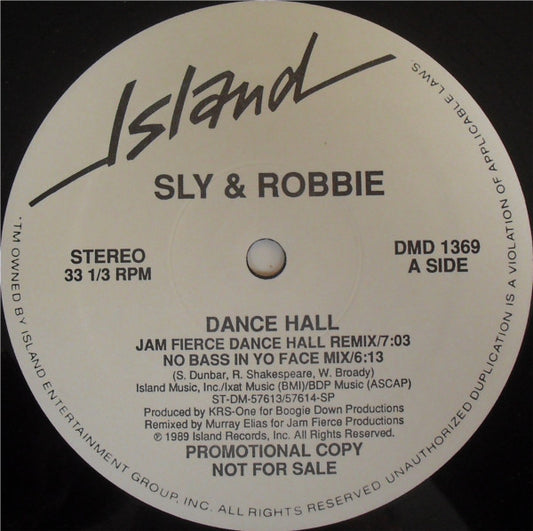 Island
SLY & ROBBIE
STEREO
33 1/3 RPM
DMD 1369
A SIDE
DANCE HALL
JAM FIERCE DANCE HALL REMIX/7:03
NO BASS IN YO FACE MIX/6:13
(S. Dunbar, R. Shakespeare, W. Broady)
Island Music, Inc./Ixat Music (BMI)/BDP Music (ASCAP)
ST-DM-57613/57614-SP
Produced by KRS-One for Boogie Down Productions
Remixed by Murray Elias for Jam Fierce Productions
℗ 1989 Island Records, Inc. All Rights Reserved.
PROMOTIONAL COPY
NOT FOR SALE
*TM OWNED BY ISLAND ENTERTAINMENT GROUP, INC. ALL RIGHTS RESERVED UNAUTHORIZED DUPLICATION IS A VIOLATION OF APPLICABLE LAWS